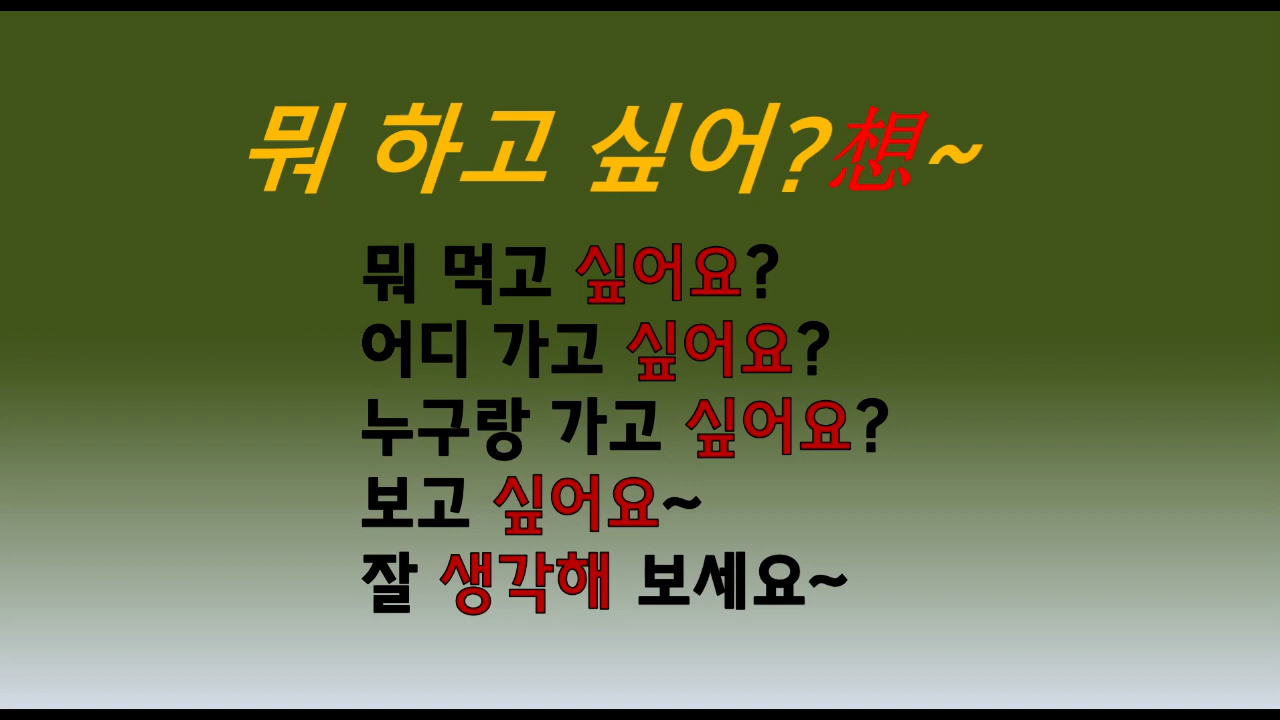 뭐 하고 싶어?想~
뭐 먹고 싶어요?
어디 가고 싶어요?
누구랑 가고 싶어요?
보고 싶어요~
잘 생각해 보세요~